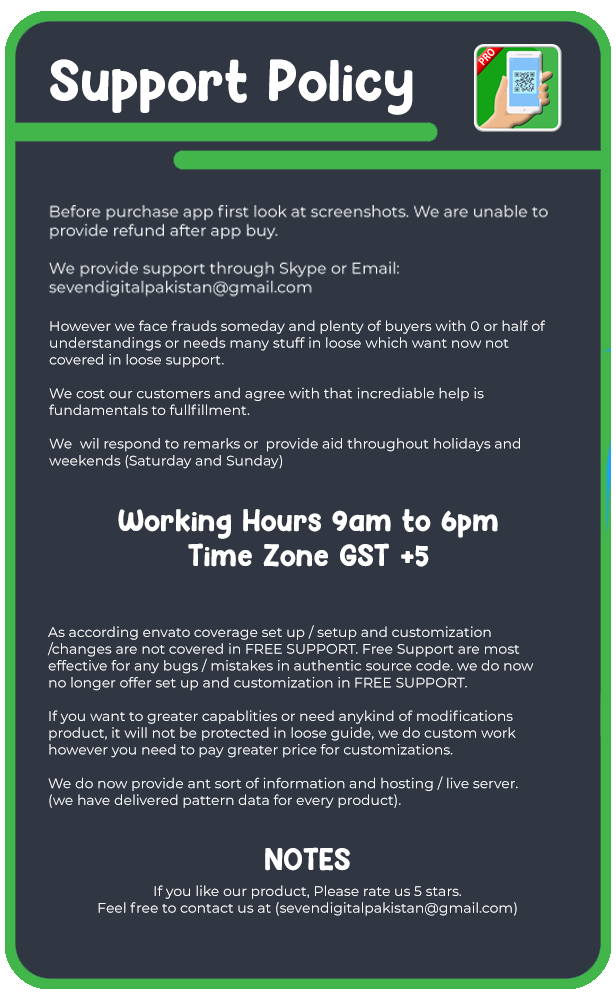 Support Policy
PRO
Before purchase app first look at screenshots. We are unable to
provide refund after app buy.
We provide support through Skype or Email:
sevendigitalpakistan@gmail.com
However we face frauds someday and plenty of buyers with 0 or half of
understandings or needs many stuff in loose which want now not
covered in loose support.
We cost our customers and agree with that incrediable help is
fundamentals to fullfillment.
We  wil respond to remarks or  provide aid throughout holidays and
weekends (Saturday and Sunday)
Working Hours 9am to 6pm
Time Zone GST +5
As according envato coverage set up / setup and customization
/changes are not covered in FREE SUPPORT. Free Support are most
effective for any bugs / mistakes in authentic source code. we do now
no longer offer set up and customization in FREE SUPPORT.
If you want to greater capablities or need anykind of modifications
product, it will not be protected in loose guide, we do custom work
however you need to pay greater price for customizations.
We do now provide ant sort of information and hosting / live server.
(we have delivered pattern data for every product).
NOTES
If you like our product, Please rate us 5 stars.
Feel free to contact us at (sevendigitalpakistan@gmail.com)